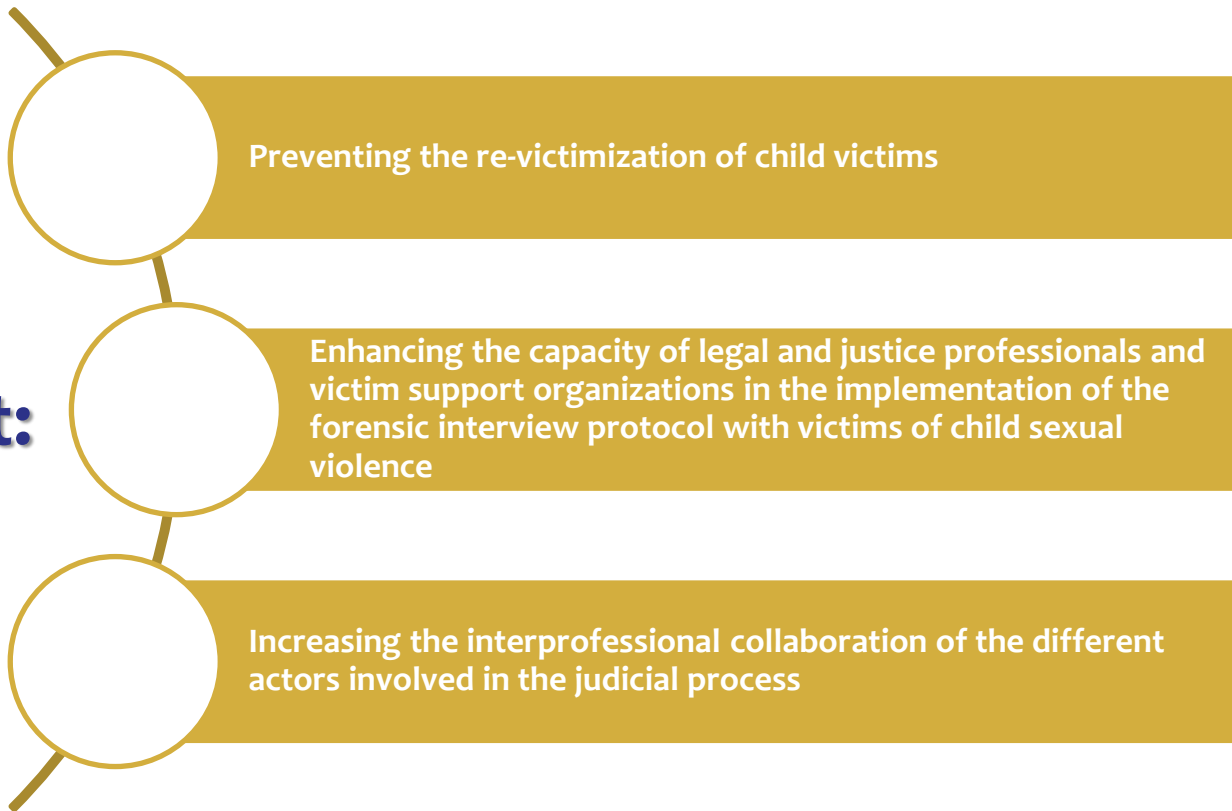 Preventing the re-victimization of child victims
Enhancing the capacity of legal and justice professionals and
victim support organizations in the implementation of the
forensic interview protocol with victims of child sexual
violence
Increasing the interprofessional collaboration of the different
actors involved in the judicial process